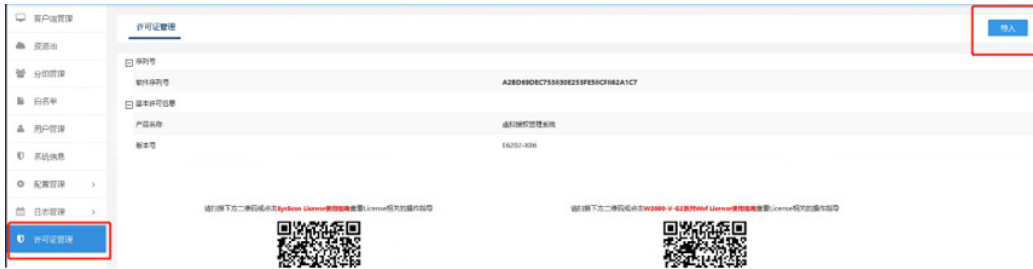 客户端管理
资源池
分组管理
白名单
用户管理
系统信息
配置管理
日志管理
许可证管理
许可证管理
导入
序列号
软件序列号
基本许可信息
产品名称
虚拟授权管理系统
版本号
E6202-X86
请扫描下方二维码或点击SysScan License使用指南查看License相关的操作指导
请扫描下方二维码或点击W2000-V-G2系列Waf License使用指南查看License相关的操作指导